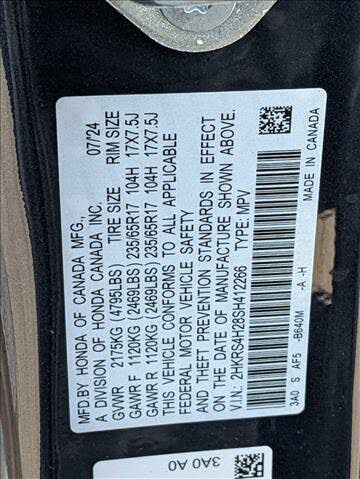 MFD.BY HONDA OF CANADA MFG.,
A DIVISION OF HONDA CANADA INC. 07/24
GVWR 2175KG (4795LBS) TIRE SIZE RIM SIZE
GAWR F 1120KG (2469LBS) 235/65R17 104H 17X7.5J
GAWR R 1120KG (2469LBS) 235/65R17 104H 17X7.5J
THIS VEHICLE CONFORMS TO ALL APPLICABLE
FEDERAL MOTOR VEHICLE SAFETY
AND THEFT PREVENTION STANDARDS IN EFFECT
ON THE DATE OF MANUFACTURE SHOWN ABOVE.
V.I.N.: 2HKRS4H28SH412266 TYPE: MPV
3A0 S AF5 -B640M -A -H MADE IN CANADA
3A0 A0